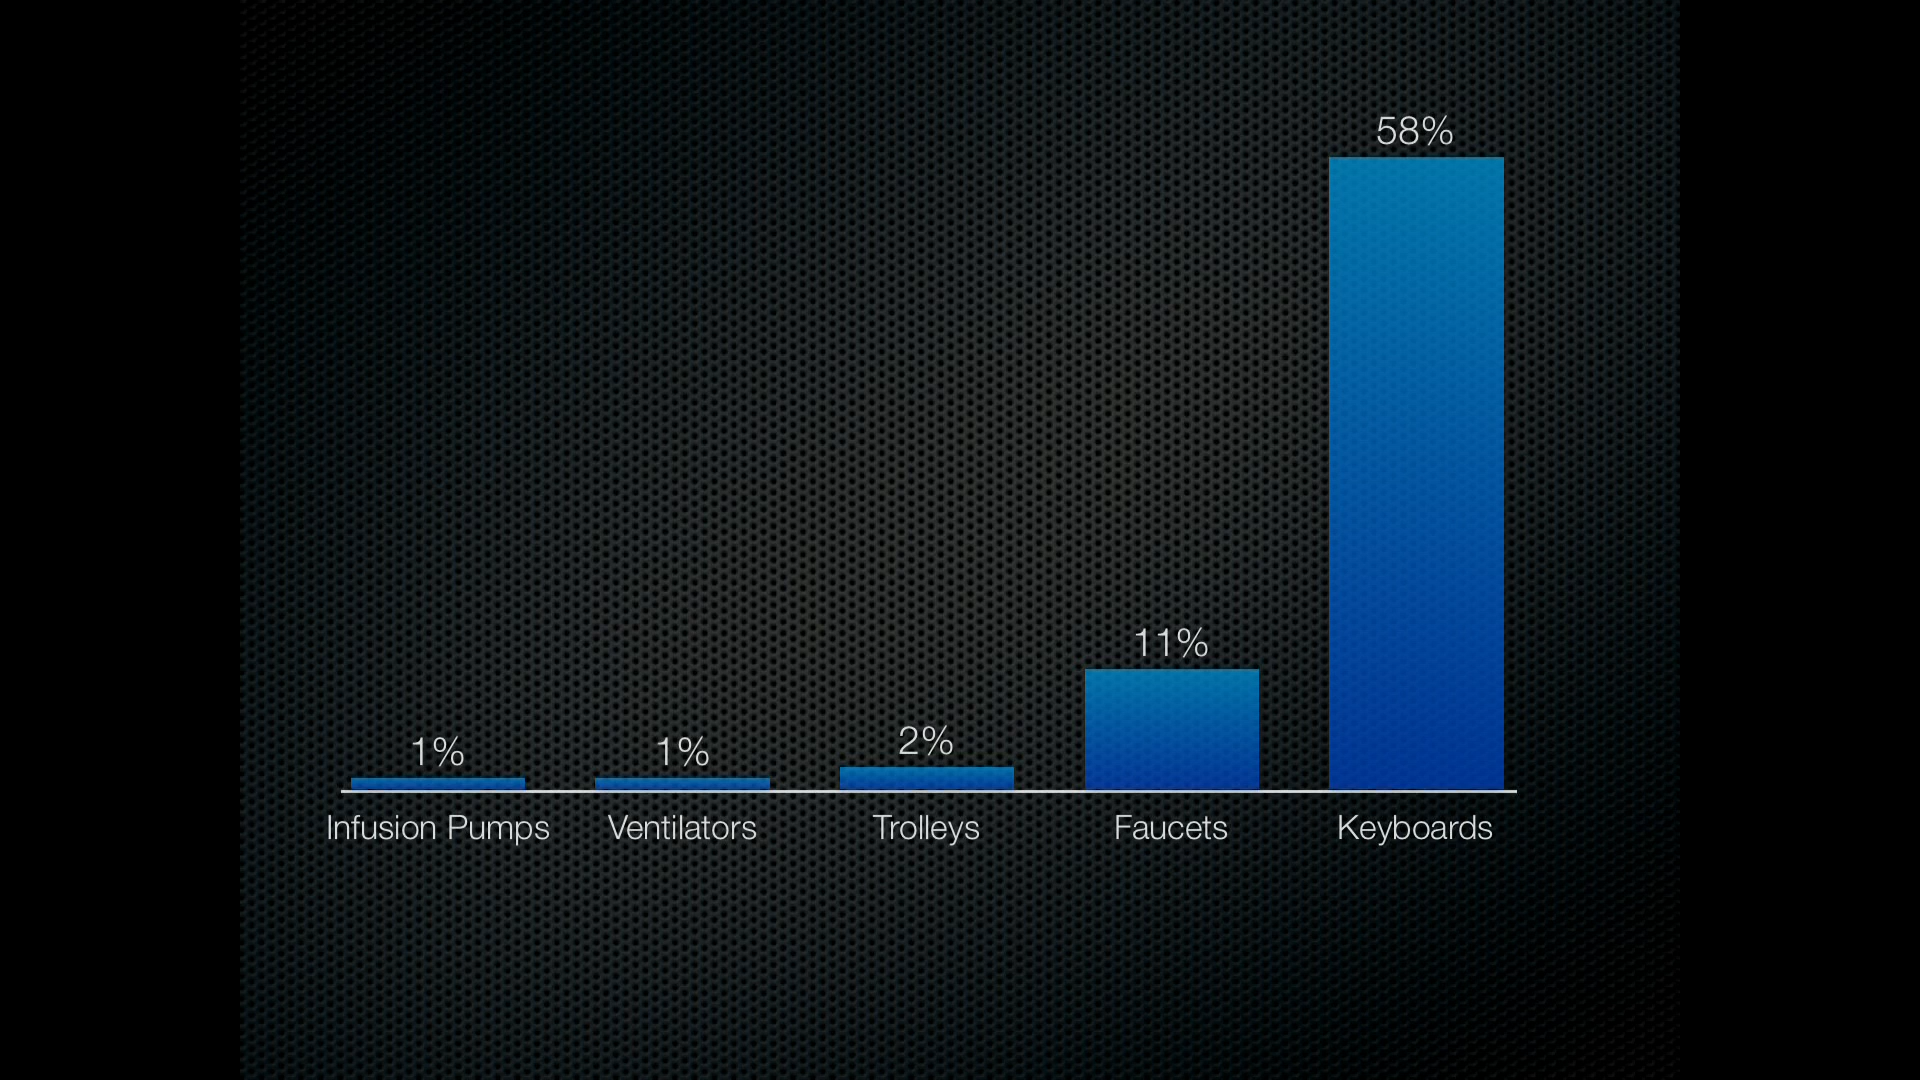 58%
11%
2%
1%
1%
Infusion Pumps
Ventilators
Trolleys
Faucets
Keyboards